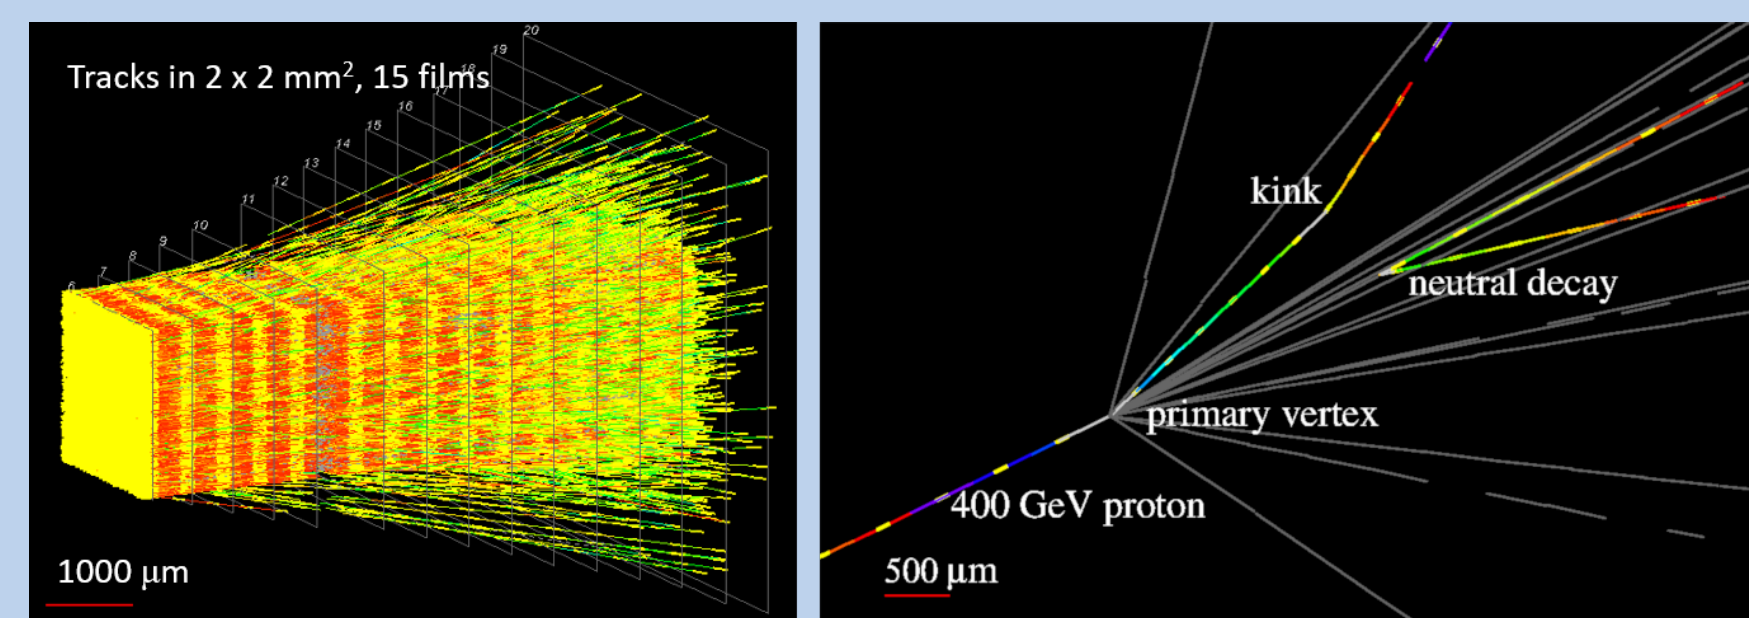 Tracks in 2 x 2 mm², 15 films
20
19
18
17
16
15
14
13
12
11
10
9
8
7
6
1000 μm
kink
neutral decay
primary vertex
400 GeV proton
500 μm